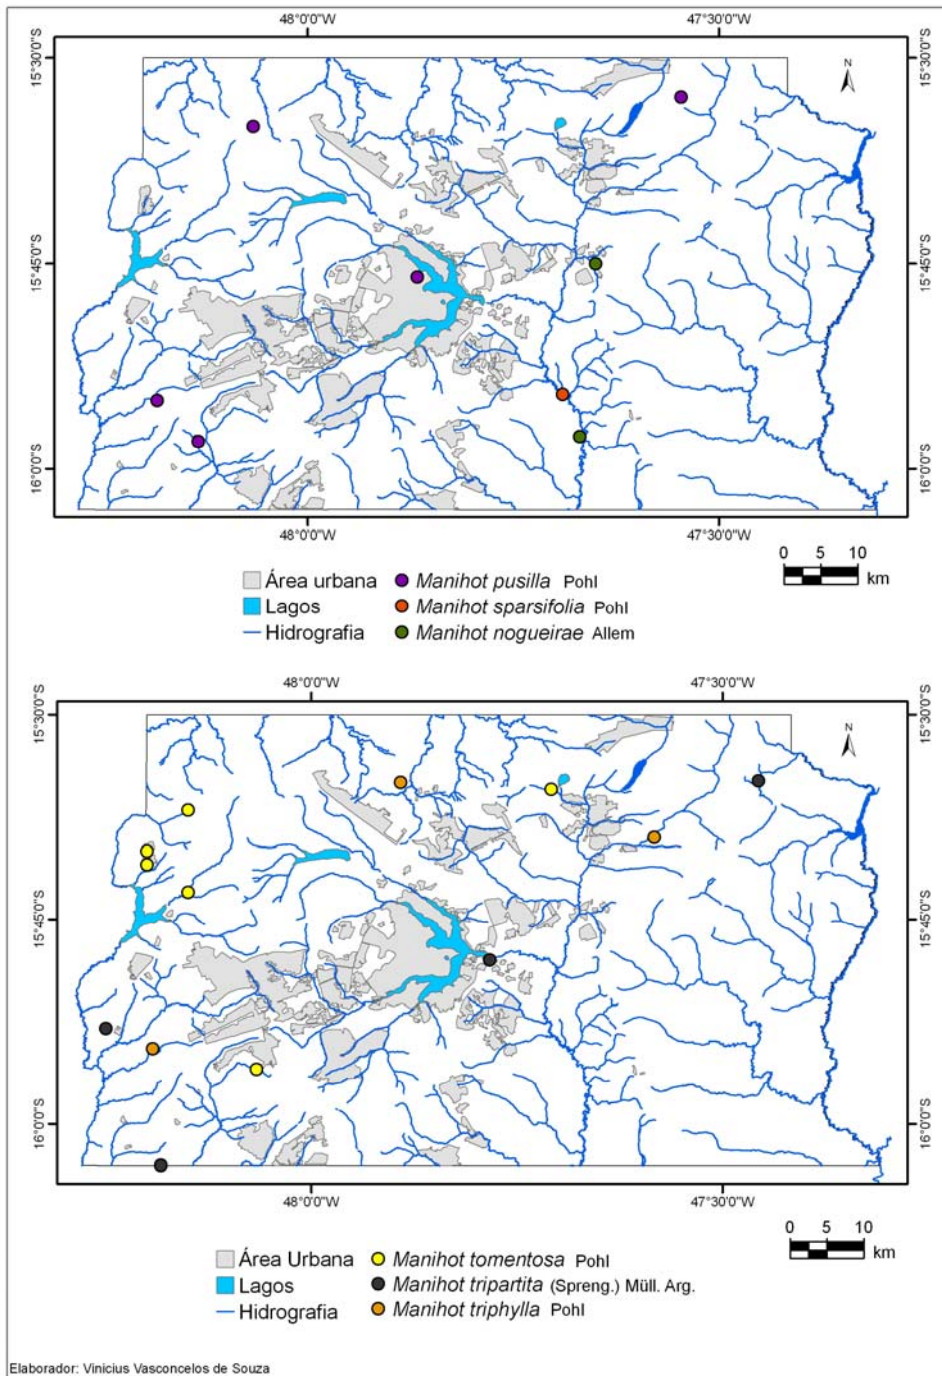 48°0'0"W 47°30'0"W
15°30'0"S 15°30'0"S
N
15°45'0"S 15°45'0"S
16°0'0"S 16°0'0"S
48°0'0"W 47°30'0"W
0 5 10
km
Área urbana Manihot pusilla Pohl
Lagos Manihot sparsifolia Pohl
Hidrografia Manihot nogueirae Allem
48°0'0"W 47°30'0"W
15°30'0"S 15°30'0"S
N
15°45'0"S 15°45'0"S
16°0'0"S 16°0'0"S
48°0'0"W 47°30'0"W
0 5 10
km
Área Urbana Manihot tomentosa Pohl
Lagos Manihot tripartita (Spreng.) Müll. Arg.
Hidrografia Manihot triphylla Pohl
Elaborador: Vinicius Vasconcelos de Souza